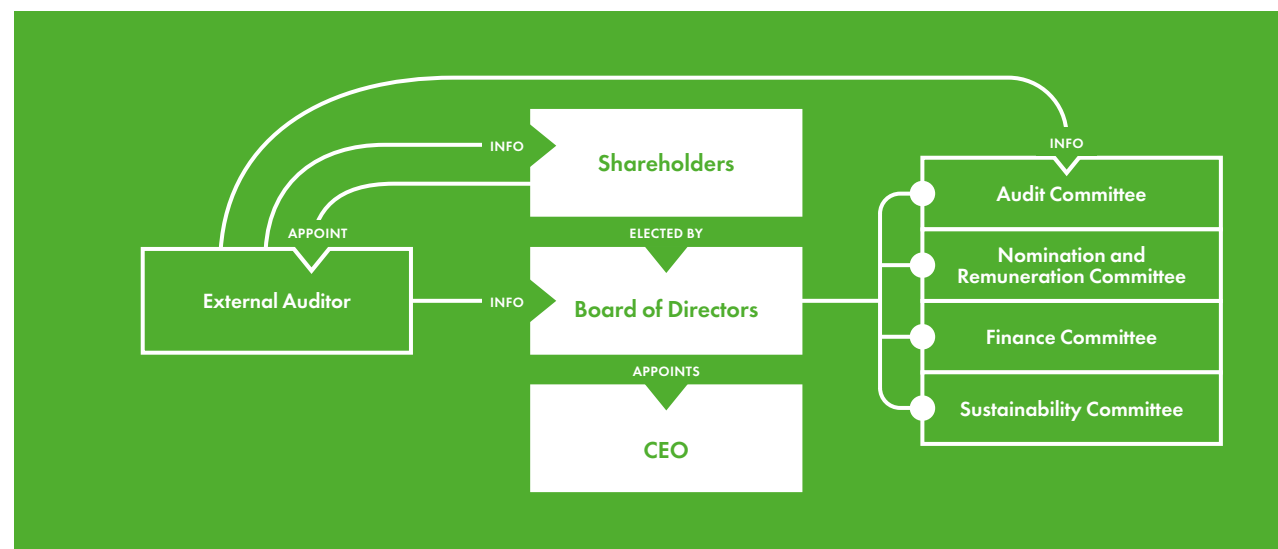 INFO
Shareholders
INFO
Audit Committee
APPOINT
ELECTED BY
Nomination and
Remuneration Committee
External Auditor
INFO
Board of Directors
Finance Committee
APPOINTS
Sustainability Committee
CEO